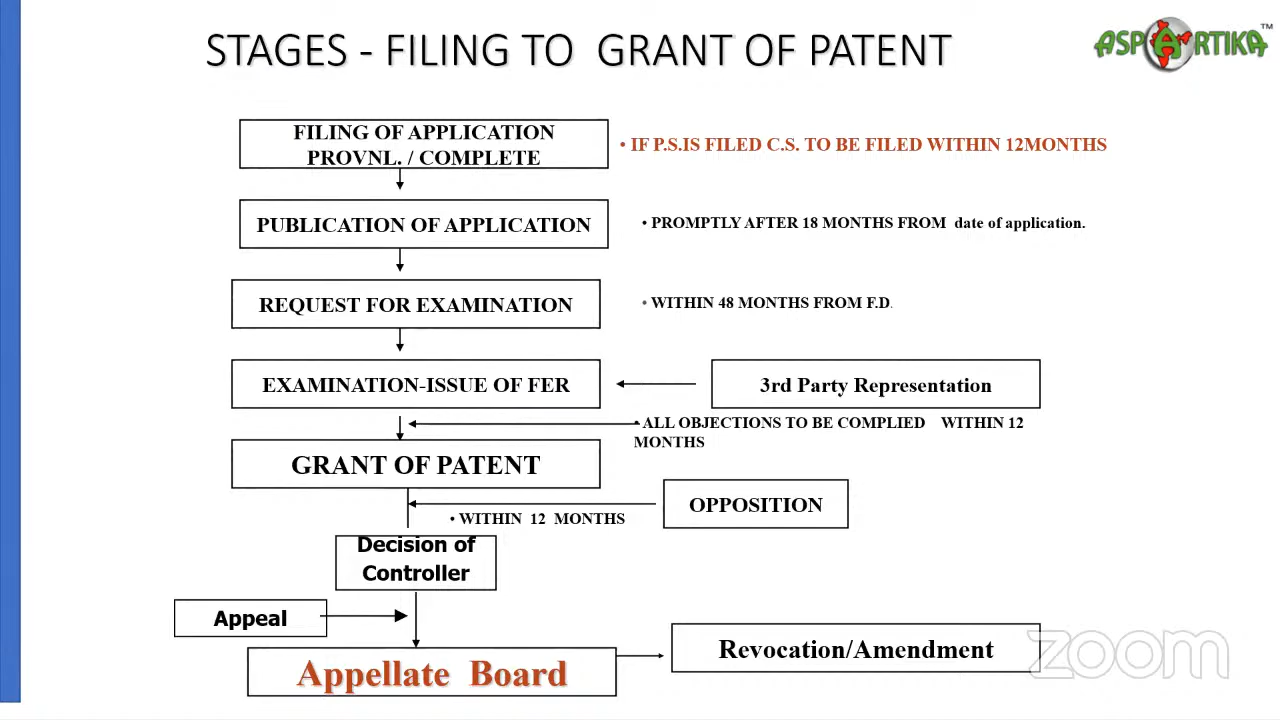 STAGES - FILING TO GRANT OF PATENT
ASPARTIKA™
FILING OF APPLICATION
PROVNL. / COMPLETE
• IF P.S.IS FILED C.S. TO BE FILED WITHIN 12MONTHS
PUBLICATION OF APPLICATION
• PROMPTLY AFTER 18 MONTHS FROM date of application.
REQUEST FOR EXAMINATION
• WITHIN 48 MONTHS FROM F.D.
EXAMINATION-ISSUE OF FER
3rd Party Representation
• ALL OBJECTIONS TO BE COMPLIED WITHIN 12
MONTHS
GRANT OF PATENT
OPPOSITION
• WITHIN 12 MONTHS
Decision of
Controller
Appeal
Appellate Board
Revocation/Amendment
zoom